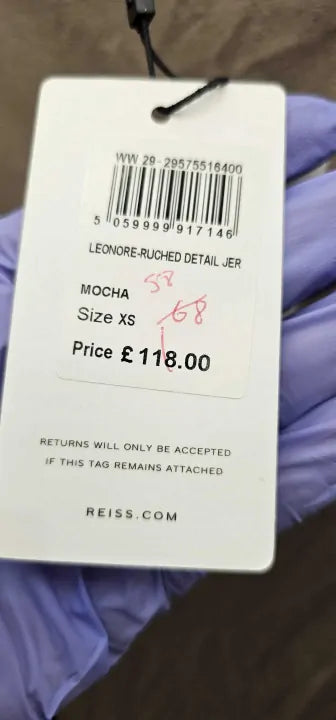 WW 29-29575516400
5 059999 917146
LEONORE-RUCHED DETAIL JER
58
MOCHA
68
Size XS
Price £118.00
RETURNS WILL ONLY BE ACCEPTED
IF THIS TAG REMAINS ATTACHED
REISS.COM